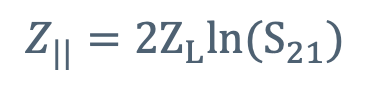 Z|| = 2ZLln(S21)